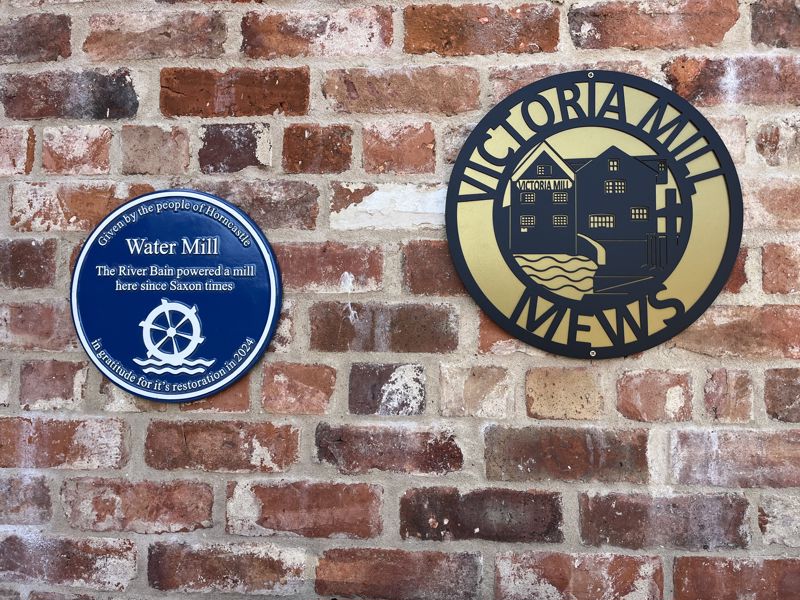 Given by the people of Horncastle
Water Mill
The River Bain powered a mill
here since Saxon times
in gratitude for it's restoration in 2024
VICTORIA MILL
VICTORIA MILL
MEWS